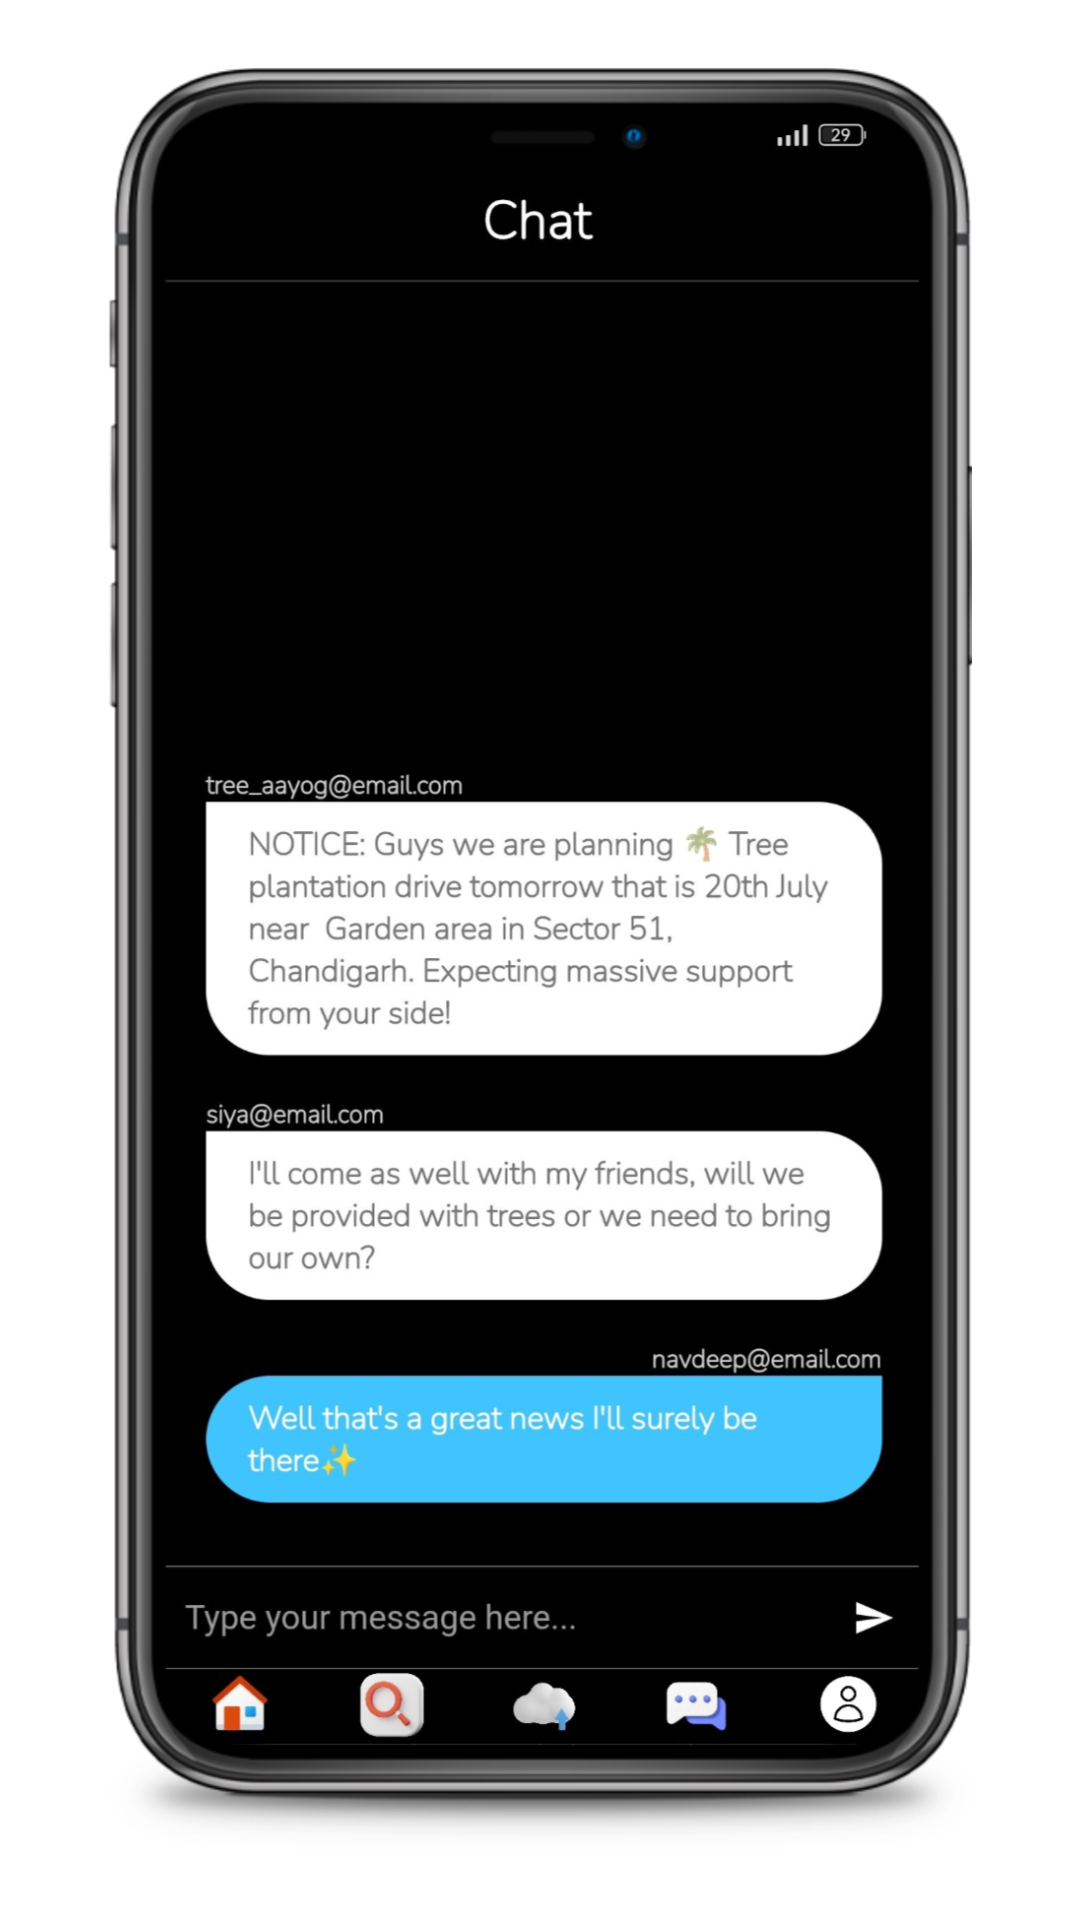 29
Chat
tree_aayog@email.com
NOTICE: Guys we are planning 🌴 Tree
plantation drive tomorrow that is 20th July
near  Garden area in Sector 51,
Chandigarh. Expecting massive support
from your side!
siya@email.com
I'll come as well with my friends, will we
be provided with trees or we need to bring
our own?
navdeep@email.com
Well that's a great news I'll surely be
there✨
Type your message here...